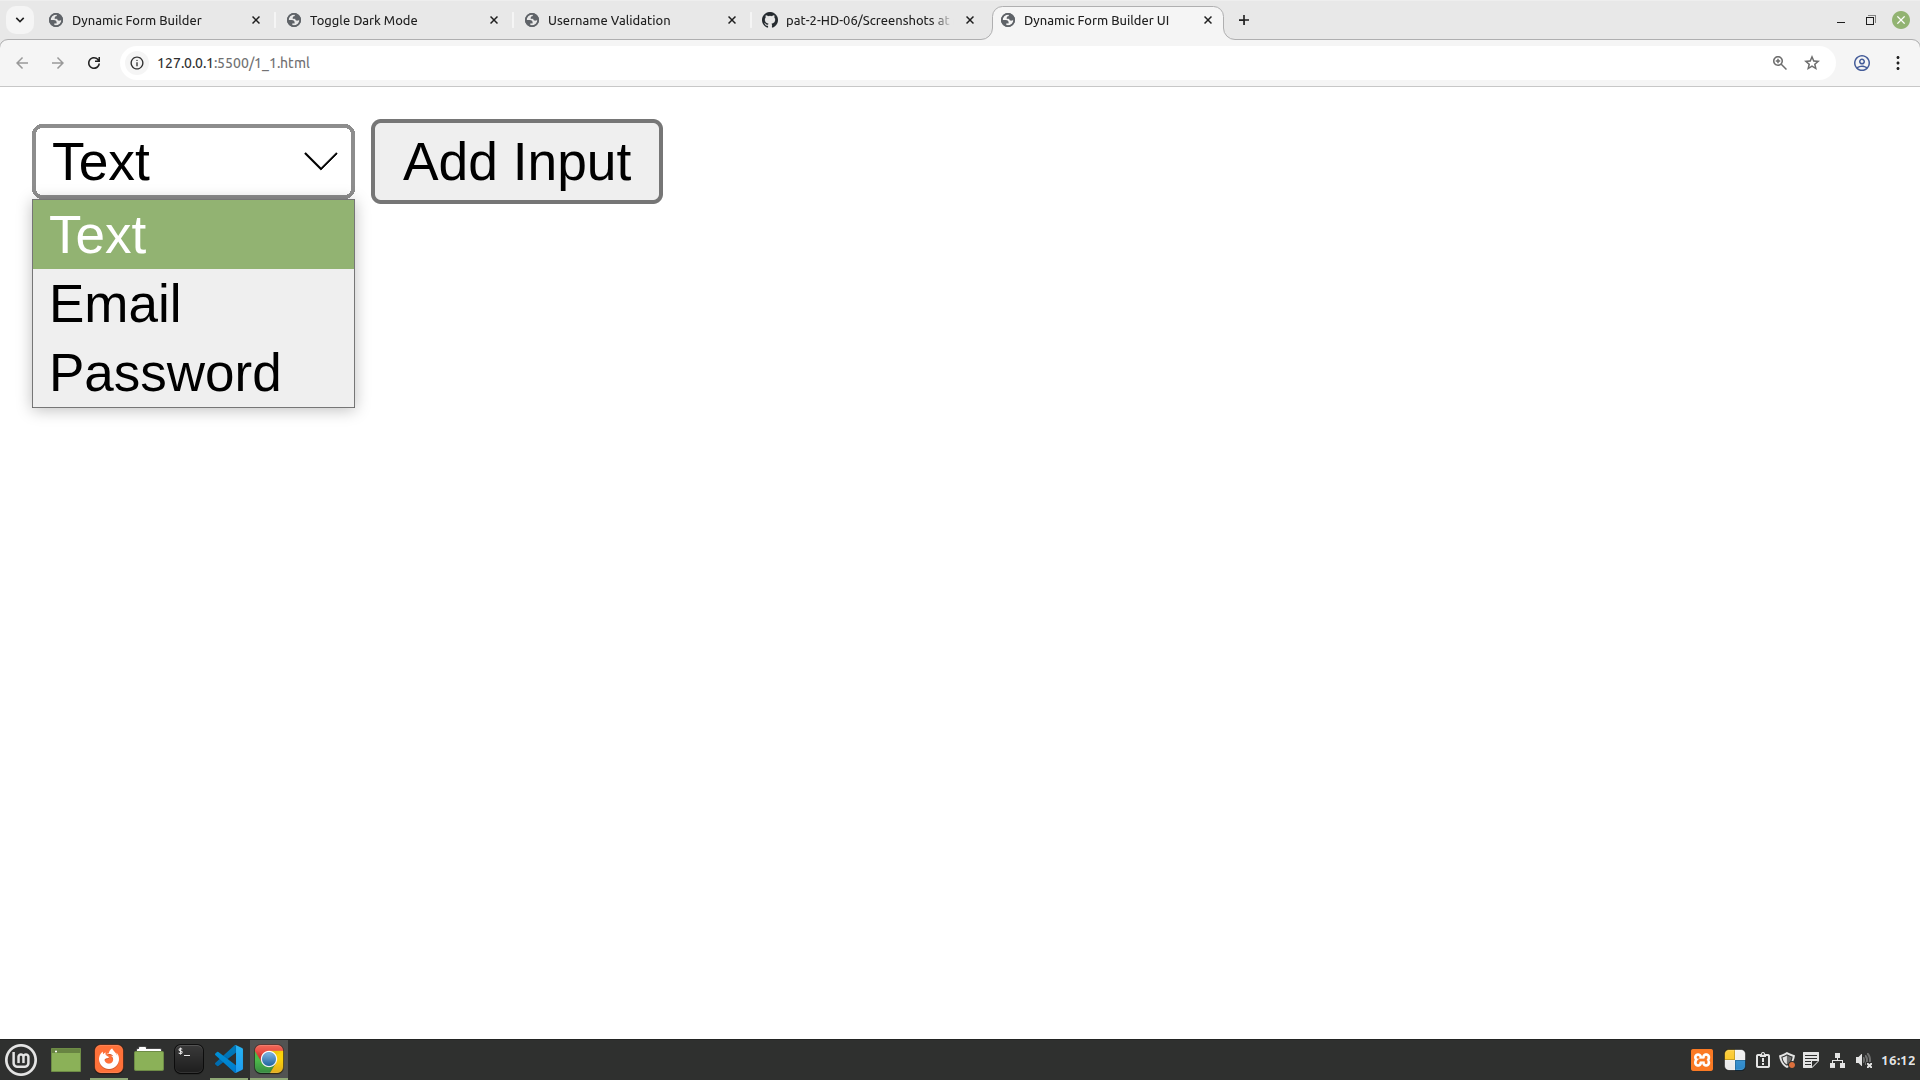 Dynamic Form Builder
Toggle Dark Mode
Username Validation
pat-2-HD-06/Screenshots at
Dynamic Form Builder UI
127.0.0.1:5500/1_1.html
Text
Add Input
Text
Email
Password
$_
16:12